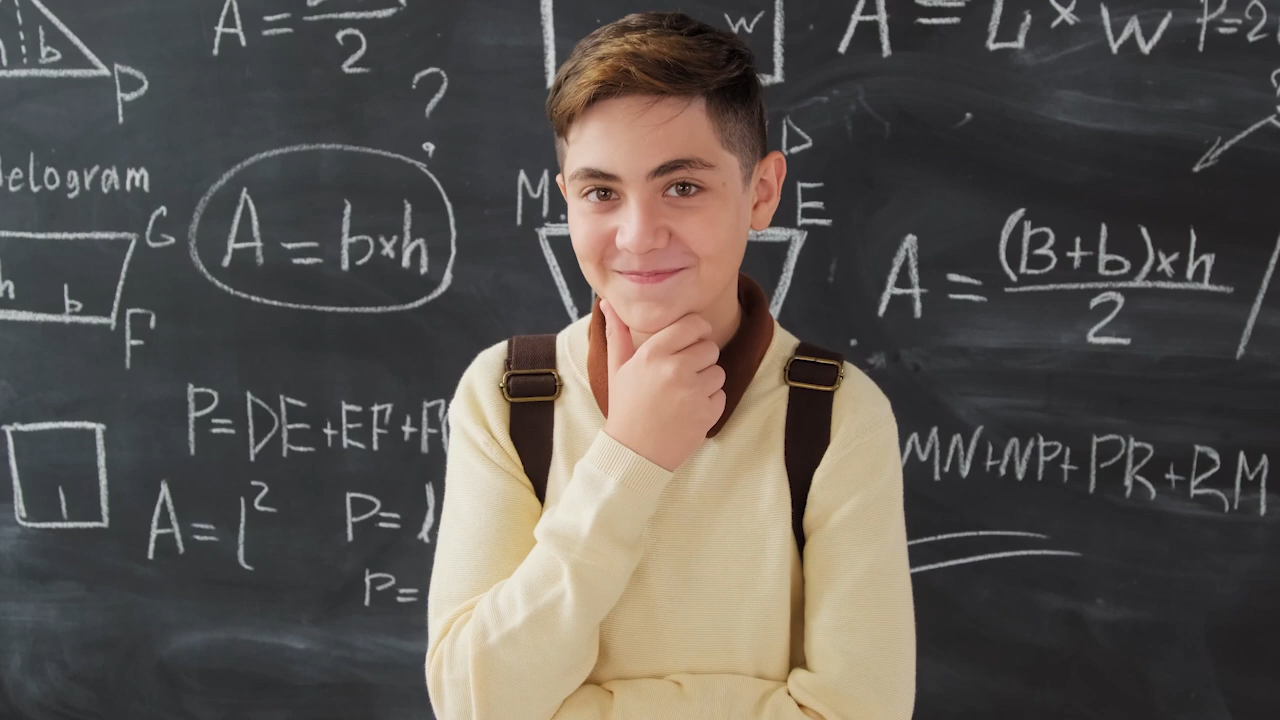 h b
P
A = 2
?
w
A = L × W
P=2
D
elogram
G
A = b×h
M
E
h b
F
A = (B+b)×h / 2
P=DE+EF+F
MN+NP+PR+RM
l
A = l²
P=
P=